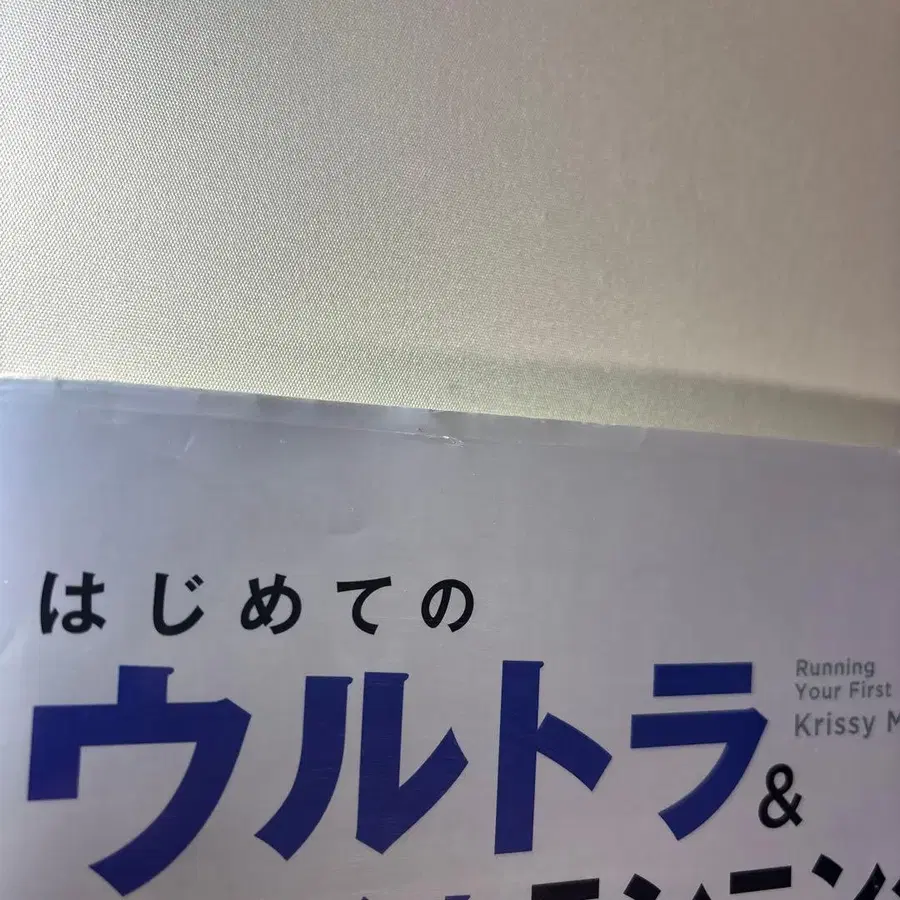 はじめての
ウルトラ&
Running
Your First
Krissy